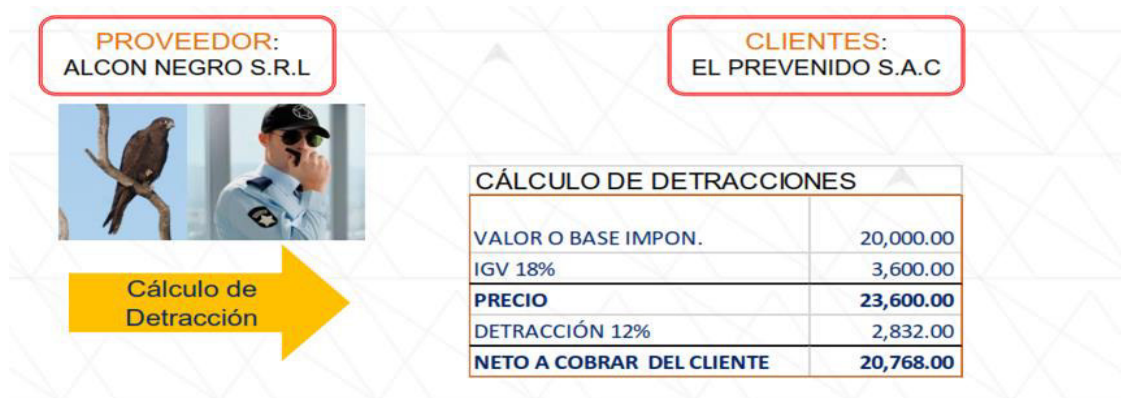 PROVEEDOR:
ALCON NEGRO S.R.L
CLIENTES:
EL PREVENIDO S.A.C
Cálculo de
Detracción
CÁLCULO DE DETRACCIONES
VALOR O BASE IMPON. 20,000.00
IGV 18% 3,600.00
PRECIO 23,600.00
DETRACCIÓN 12% 2,832.00
NETO A COBRAR DEL CLIENTE 20,768.00